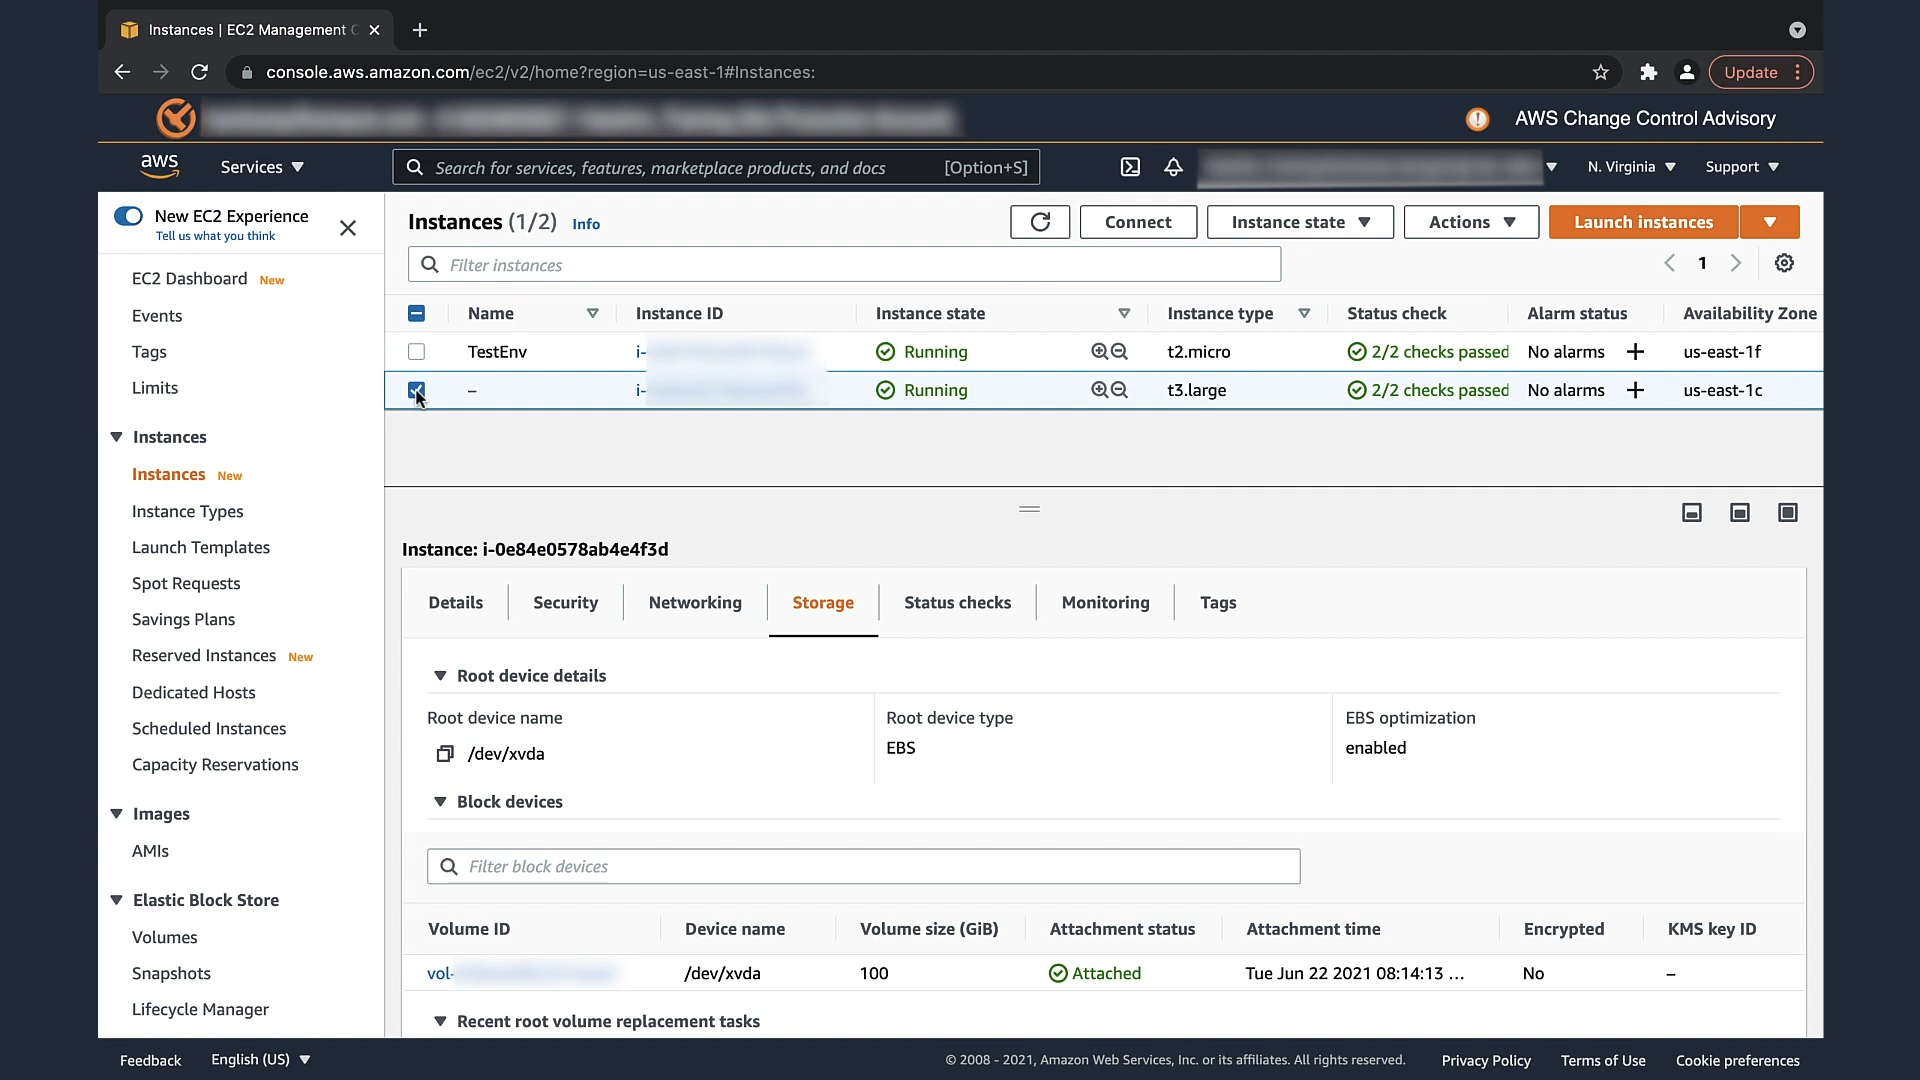 Instances | EC2 Management C
console.aws.amazon.com/ec2/v2/home?region=us-east-1#Instances:
Update
AWS Change Control Advisory
aws
Services
Search for services, features, marketplace products, and docs [Option+S]
N. Virginia
Support
New EC2 Experience
Tell us what you think
EC2 Dashboard New
Events
Tags
Limits
Instances
Instances New
Instance Types
Launch Templates
Spot Requests
Savings Plans
Reserved Instances New
Dedicated Hosts
Scheduled Instances
Capacity Reservations
Images
AMIs
Elastic Block Store
Volumes
Snapshots
Lifecycle Manager
Instances (1/2) Info
Connect
Instance state
Actions
Launch instances
Filter instances
1
Name Instance ID Instance state Instance type Status check Alarm status Availability Zone
TestEnv i- Running t2.micro 2/2 checks passed No alarms + us-east-1f
– i- Running t3.large 2/2 checks passed No alarms + us-east-1c
Instance: i-0e84e0578ab4e4f3d
Details Security Networking Storage Status checks Monitoring Tags
Root device details
Root device name Root device type EBS optimization
/dev/xvda EBS enabled
Block devices
Filter block devices
Volume ID Device name Volume size (GiB) Attachment status Attachment time Encrypted KMS key ID
vol- /dev/xvda 100 Attached Tue Jun 22 2021 08:14:13 ... No –
Recent root volume replacement tasks
Feedback English (US) © 2008 - 2021, Amazon Web Services, Inc. or its affiliates. All rights reserved. Privacy Policy Terms of Use Cookie preferences